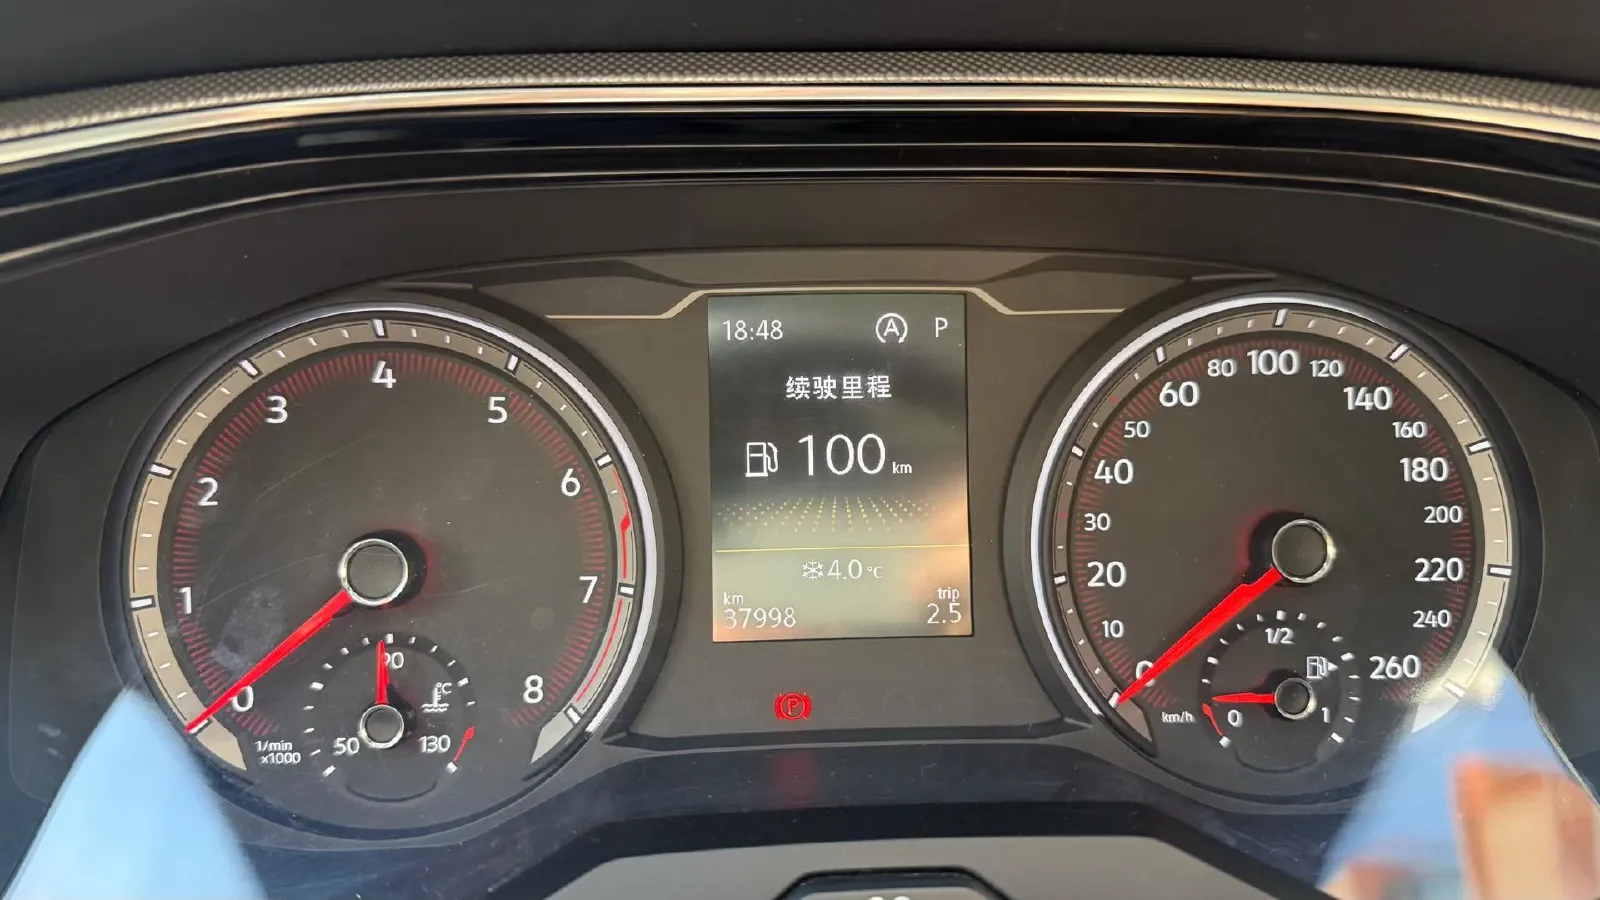 18:48 A P
续驶里程
100 km
❄4.0 °C
km trip
37998 2.5
0 1 2 3 4 5 6 7 8
1/min
x1000
50 90 130
°C
0 10 20 30 40 50 60 80 100 120 140 160 180 200 220 240 260
km/h
0 1/2 1
P